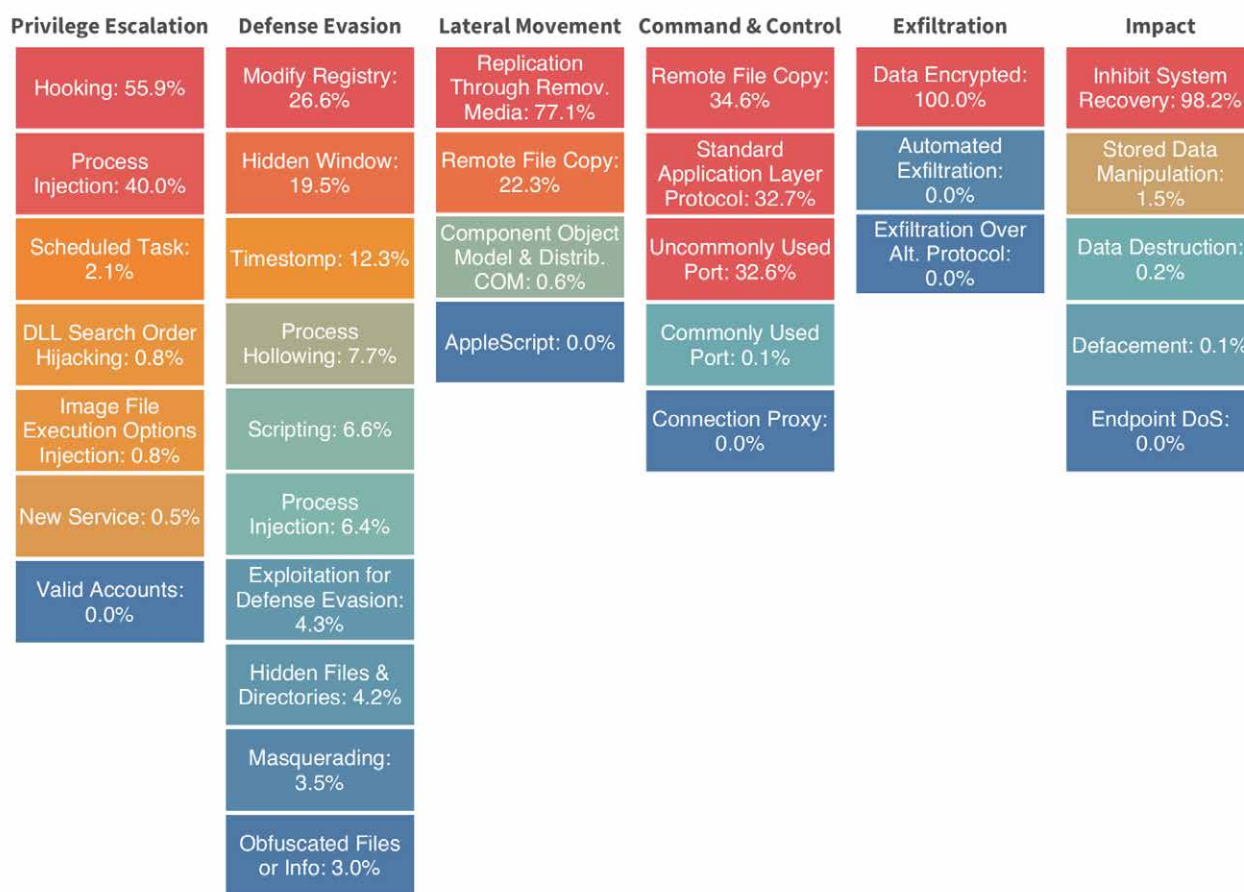 Privilege Escalation
Hooking: 55.9%
Process
Injection: 40.0%
Scheduled Task:
2.1%
DLL Search Order
Hijacking: 0.8%
Image File
Execution Options
Injection: 0.8%
New Service: 0.5%
Valid Accounts:
0.0%
Defense Evasion
Modify Registry:
26.6%
Hidden Window:
19.5%
Timestomp: 12.3%
Process
Hollowing: 7.7%
Scripting: 6.6%
Process
Injection: 6.4%
Exploitation for
Defense Evasion:
4.3%
Hidden Files &
Directories: 4.2%
Masquerading:
3.5%
Obfuscated Files
or Info: 3.0%
Lateral Movement
Replication
Through Remov.
Media: 77.1%
Remote File Copy:
22.3%
Component Object
Model & Distrib.
COM: 0.6%
AppleScript: 0.0%
Command & Control
Remote File Copy:
34.6%
Standard
Application Layer
Protocol: 32.7%
Uncommonly Used
Port: 32.6%
Commonly Used
Port: 0.1%
Connection Proxy:
0.0%
Exfiltration
Data Encrypted:
100.0%
Automated
Exfiltration:
0.0%
Exfiltration Over
Alt. Protocol:
0.0%
Impact
Inhibit System
Recovery: 98.2%
Stored Data
Manipulation:
1.5%
Data Destruction:
0.2%
Defacement: 0.1%
Endpoint DoS:
0.0%